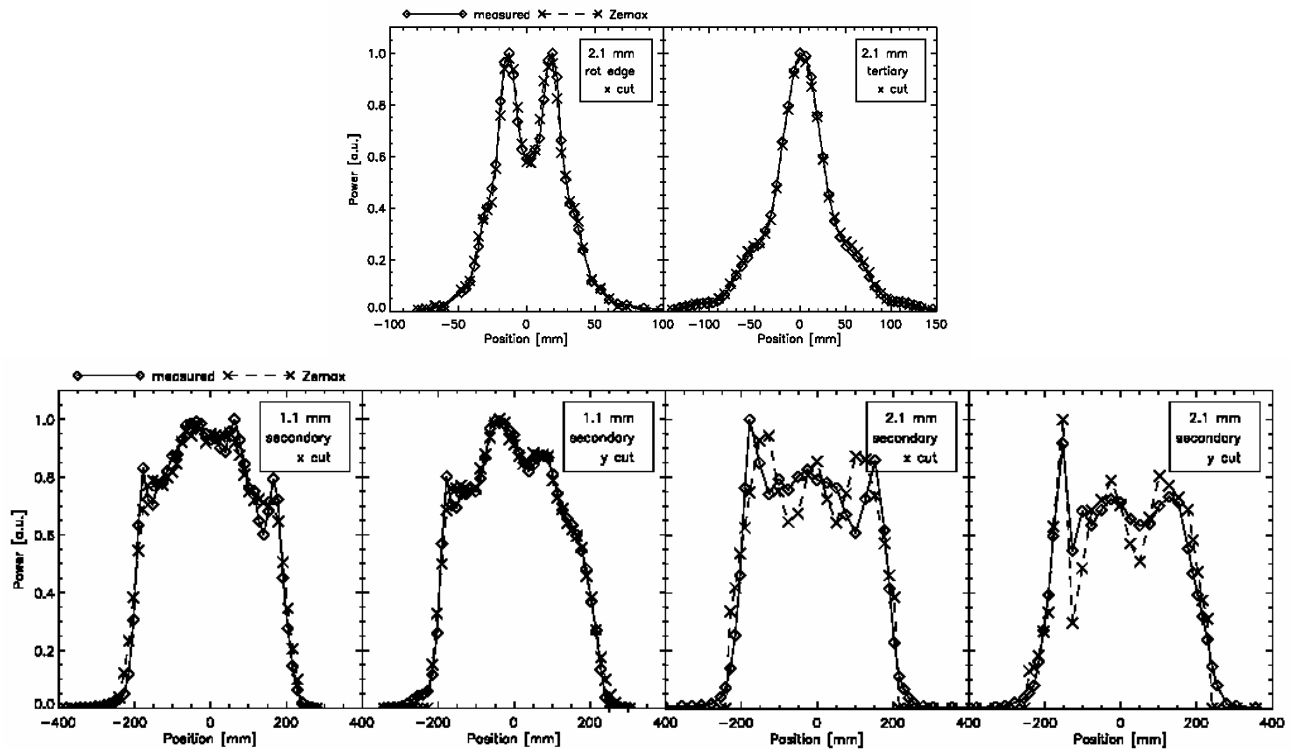 measured Zemax
2.1 mm
rot edge
x cut
2.1 mm
tertiary
x cut
Power [a.u.]
1.0
0.8
0.6
0.4
0.2
0.0
−100 −50 0 50 100 −100 −50 0 50 100 150
Position [mm] Position [mm]
measured Zemax
1.1 mm
secondary
x cut
1.1 mm
secondary
y cut
2.1 mm
secondary
x cut
2.1 mm
secondary
y cut
Power [a.u.]
1.0
0.8
0.6
0.4
0.2
0.0
−400 −200 0 200 400 −200 0 200 400 −200 0 200 400 −200 0 200 400
Position [mm] Position [mm] Position [mm] Position [mm]